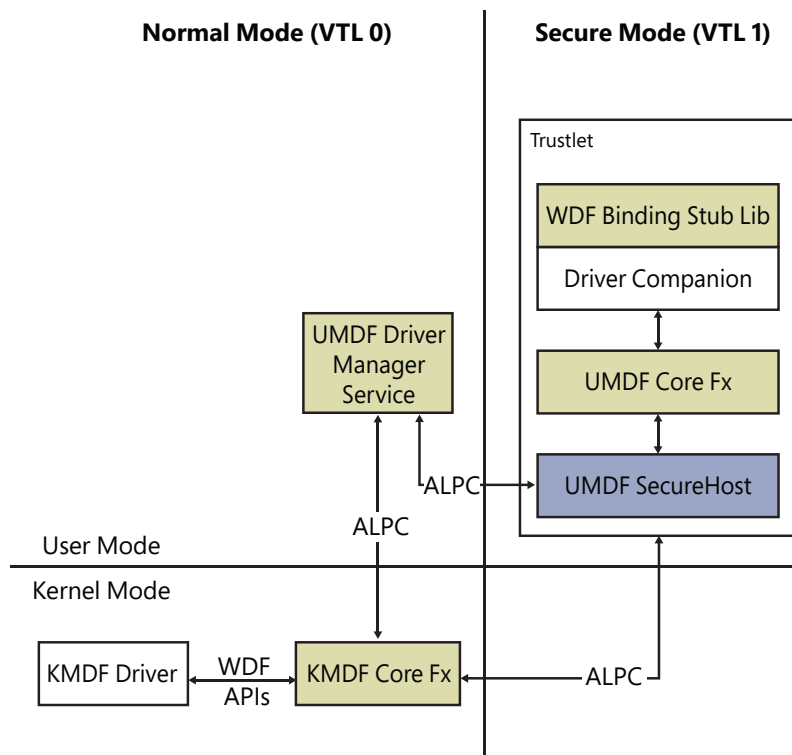 Normal Mode (VTL 0)
Secure Mode (VTL 1)
Trustlet
WDF Binding Stub Lib
Driver Companion
UMDF Driver
Manager
Service
UMDF Core Fx
ALPC
UMDF SecureHost
ALPC
User Mode
Kernel Mode
KMDF Driver
WDF
APIs
KMDF Core Fx
ALPC